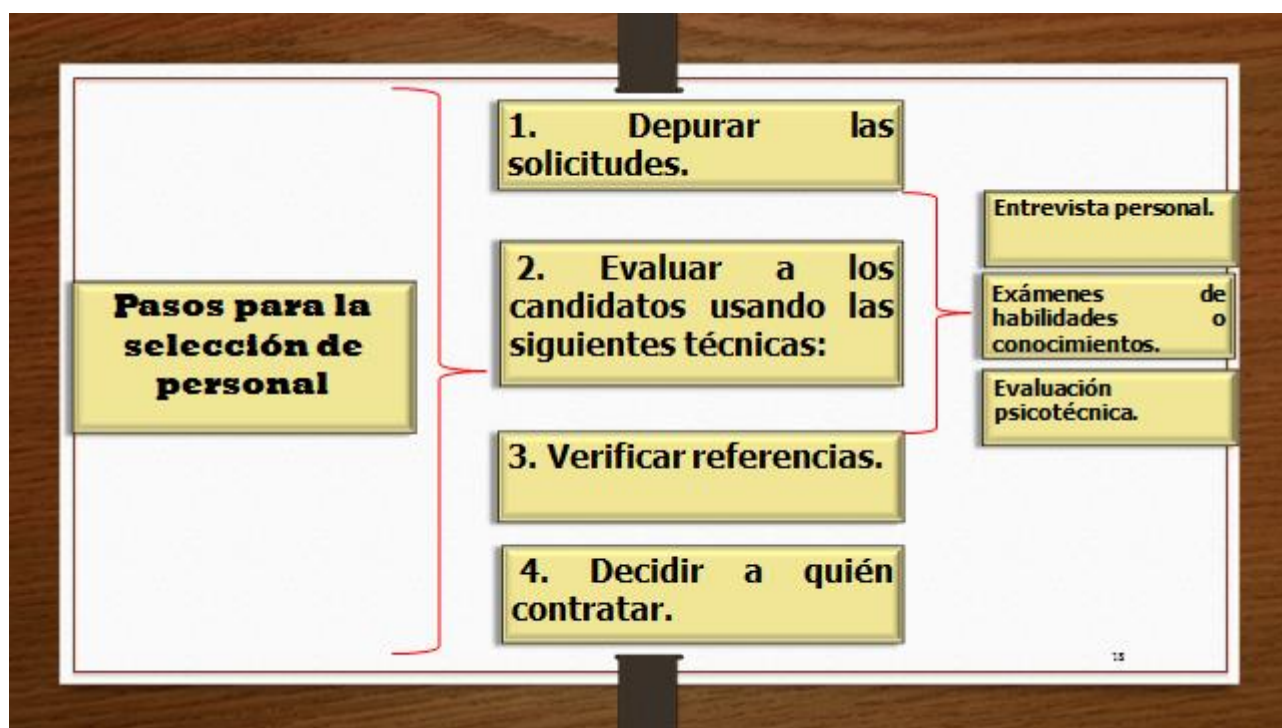 Pasos para la
selección de
personal
1. Depurar las
solicitudes.
2. Evaluar a los
candidatos usando las
siguientes técnicas:
3. Verificar referencias.
4. Decidir a quién
contratar.
Entrevista personal.
Exámenes de
habilidades o
conocimientos.
Evaluación
psicotécnica.